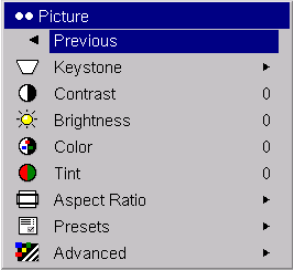 Picture
Previous
Keystone
Contrast 0
Brightness 0
Color 0
Tint 0
Aspect Ratio
Presets
Advanced